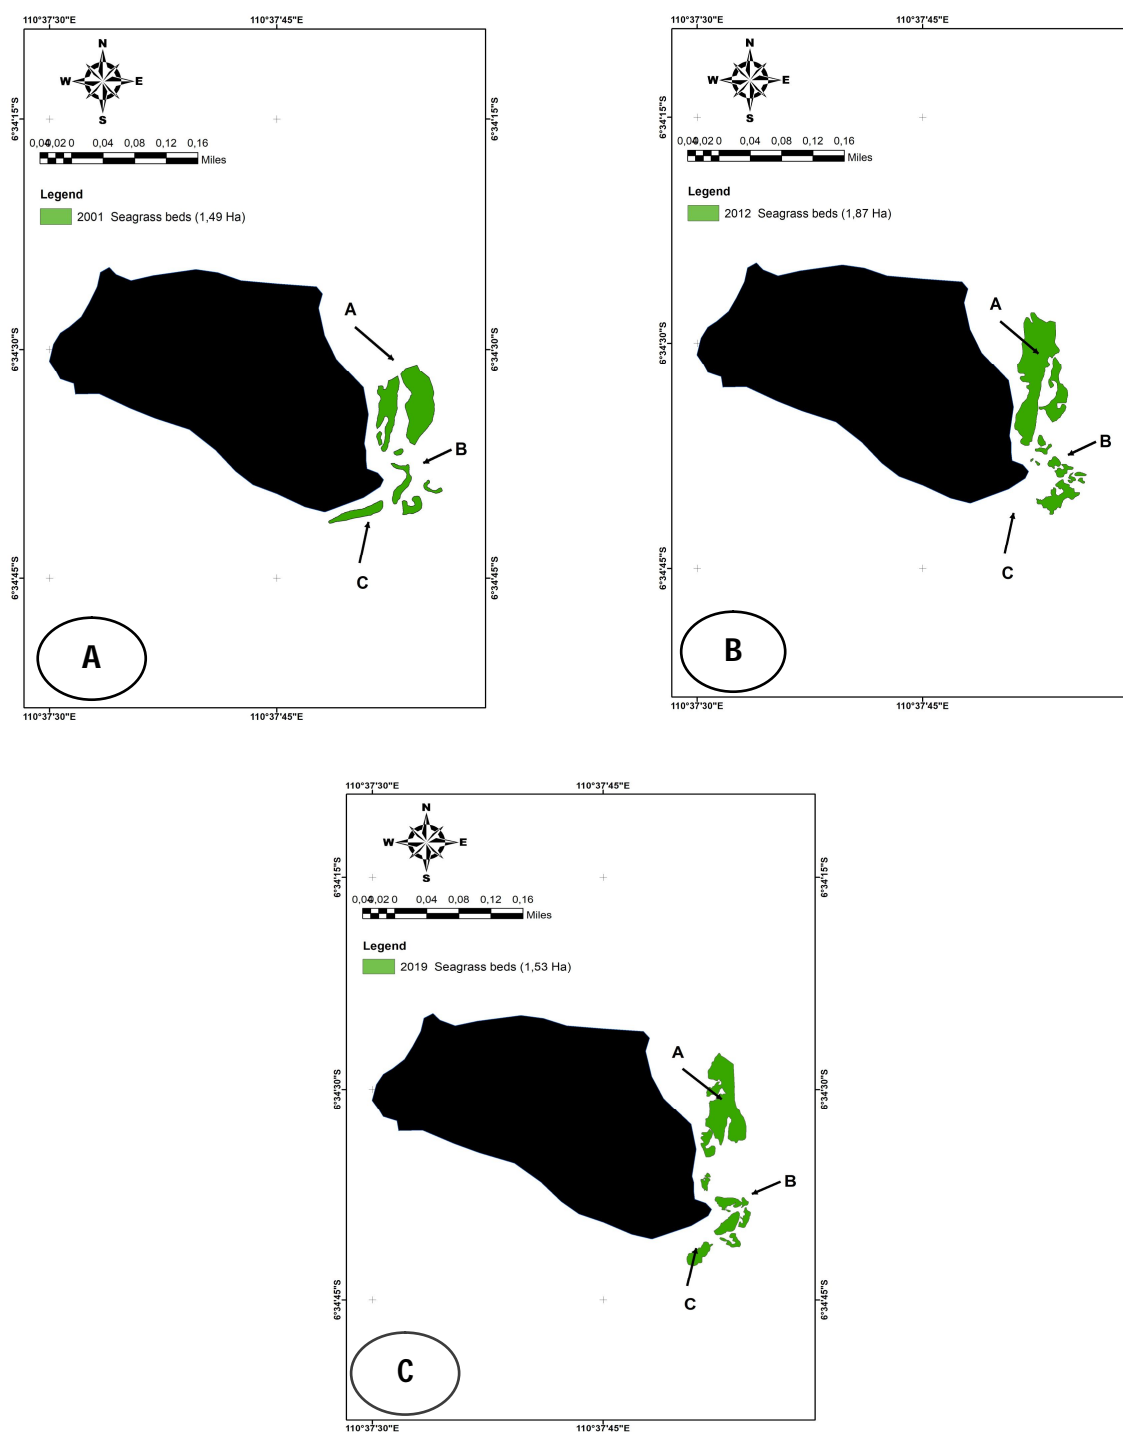 110°37'30"E 110°37'45"E
N
W E
S
6°34'15"S 6°34'15"S
0,04 0,02 0 0,04 0,08 0,12 0,16
Miles
Legend
2001 Seagrass beds (1,49 Ha)
A
6°34'30"S 6°34'30"S
B
C
6°34'45"S 6°34'45"S
A
110°37'30"E 110°37'45"E
110°37'30"E 110°37'45"E
N
W E
S
6°34'15"S
0,04 0,02 0 0,04 0,08 0,12 0,16
Miles
Legend
2012 Seagrass beds (1,87 Ha)
A
6°34'30"S
B
6°34'45"S
C
B
110°37'30"E 110°37'45"E
110°37'30"E 110°37'45"E
N
W E
S
6°34'15"S 6°34'15"S
0,04 0,02 0 0,04 0,08 0,12 0,16
Miles
Legend
2019 Seagrass beds (1,53 Ha)
A
6°34'30"S 6°34'30"S
B
6°34'45"S 6°34'45"S
C
C
110°37'30"E 110°37'45"E